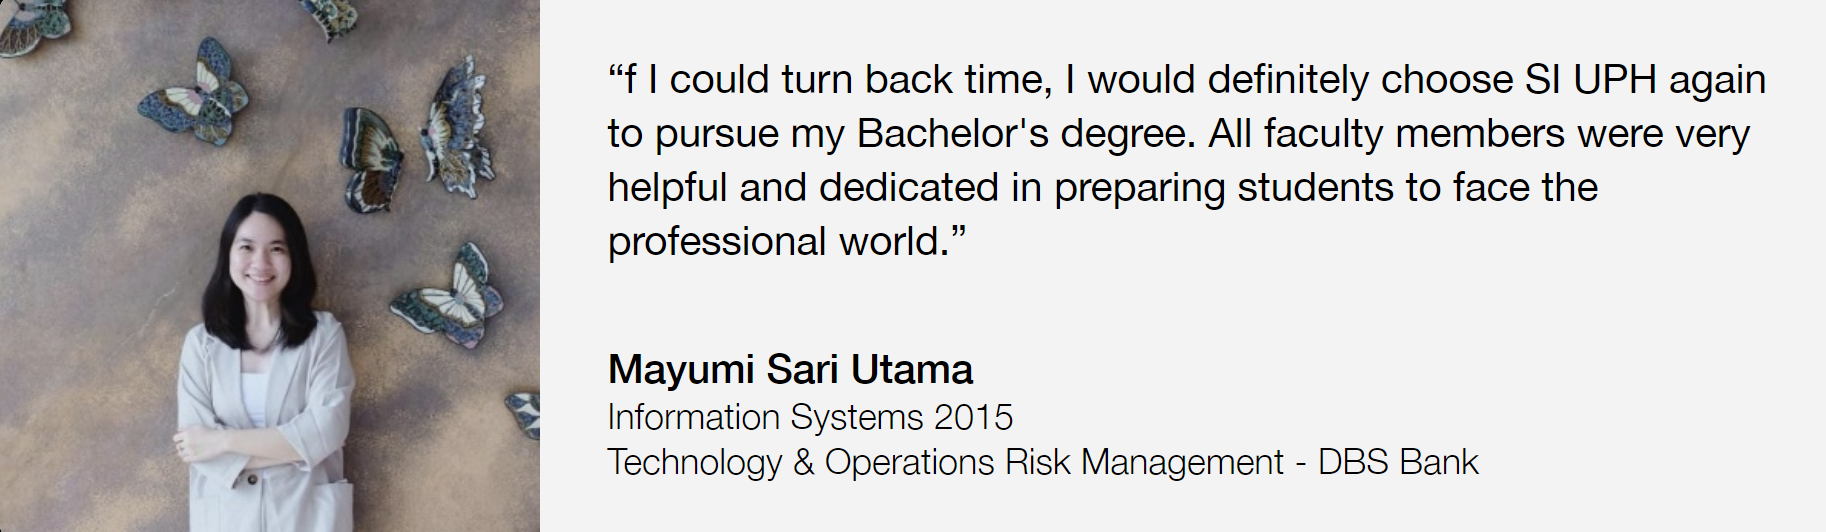 “f I could turn back time, I would definitely choose SI UPH again
to pursue my Bachelor's degree. All faculty members were very
helpful and dedicated in preparing students to face the
professional world.”
Mayumi Sari Utama
Information Systems 2015
Technology & Operations Risk Management - DBS Bank